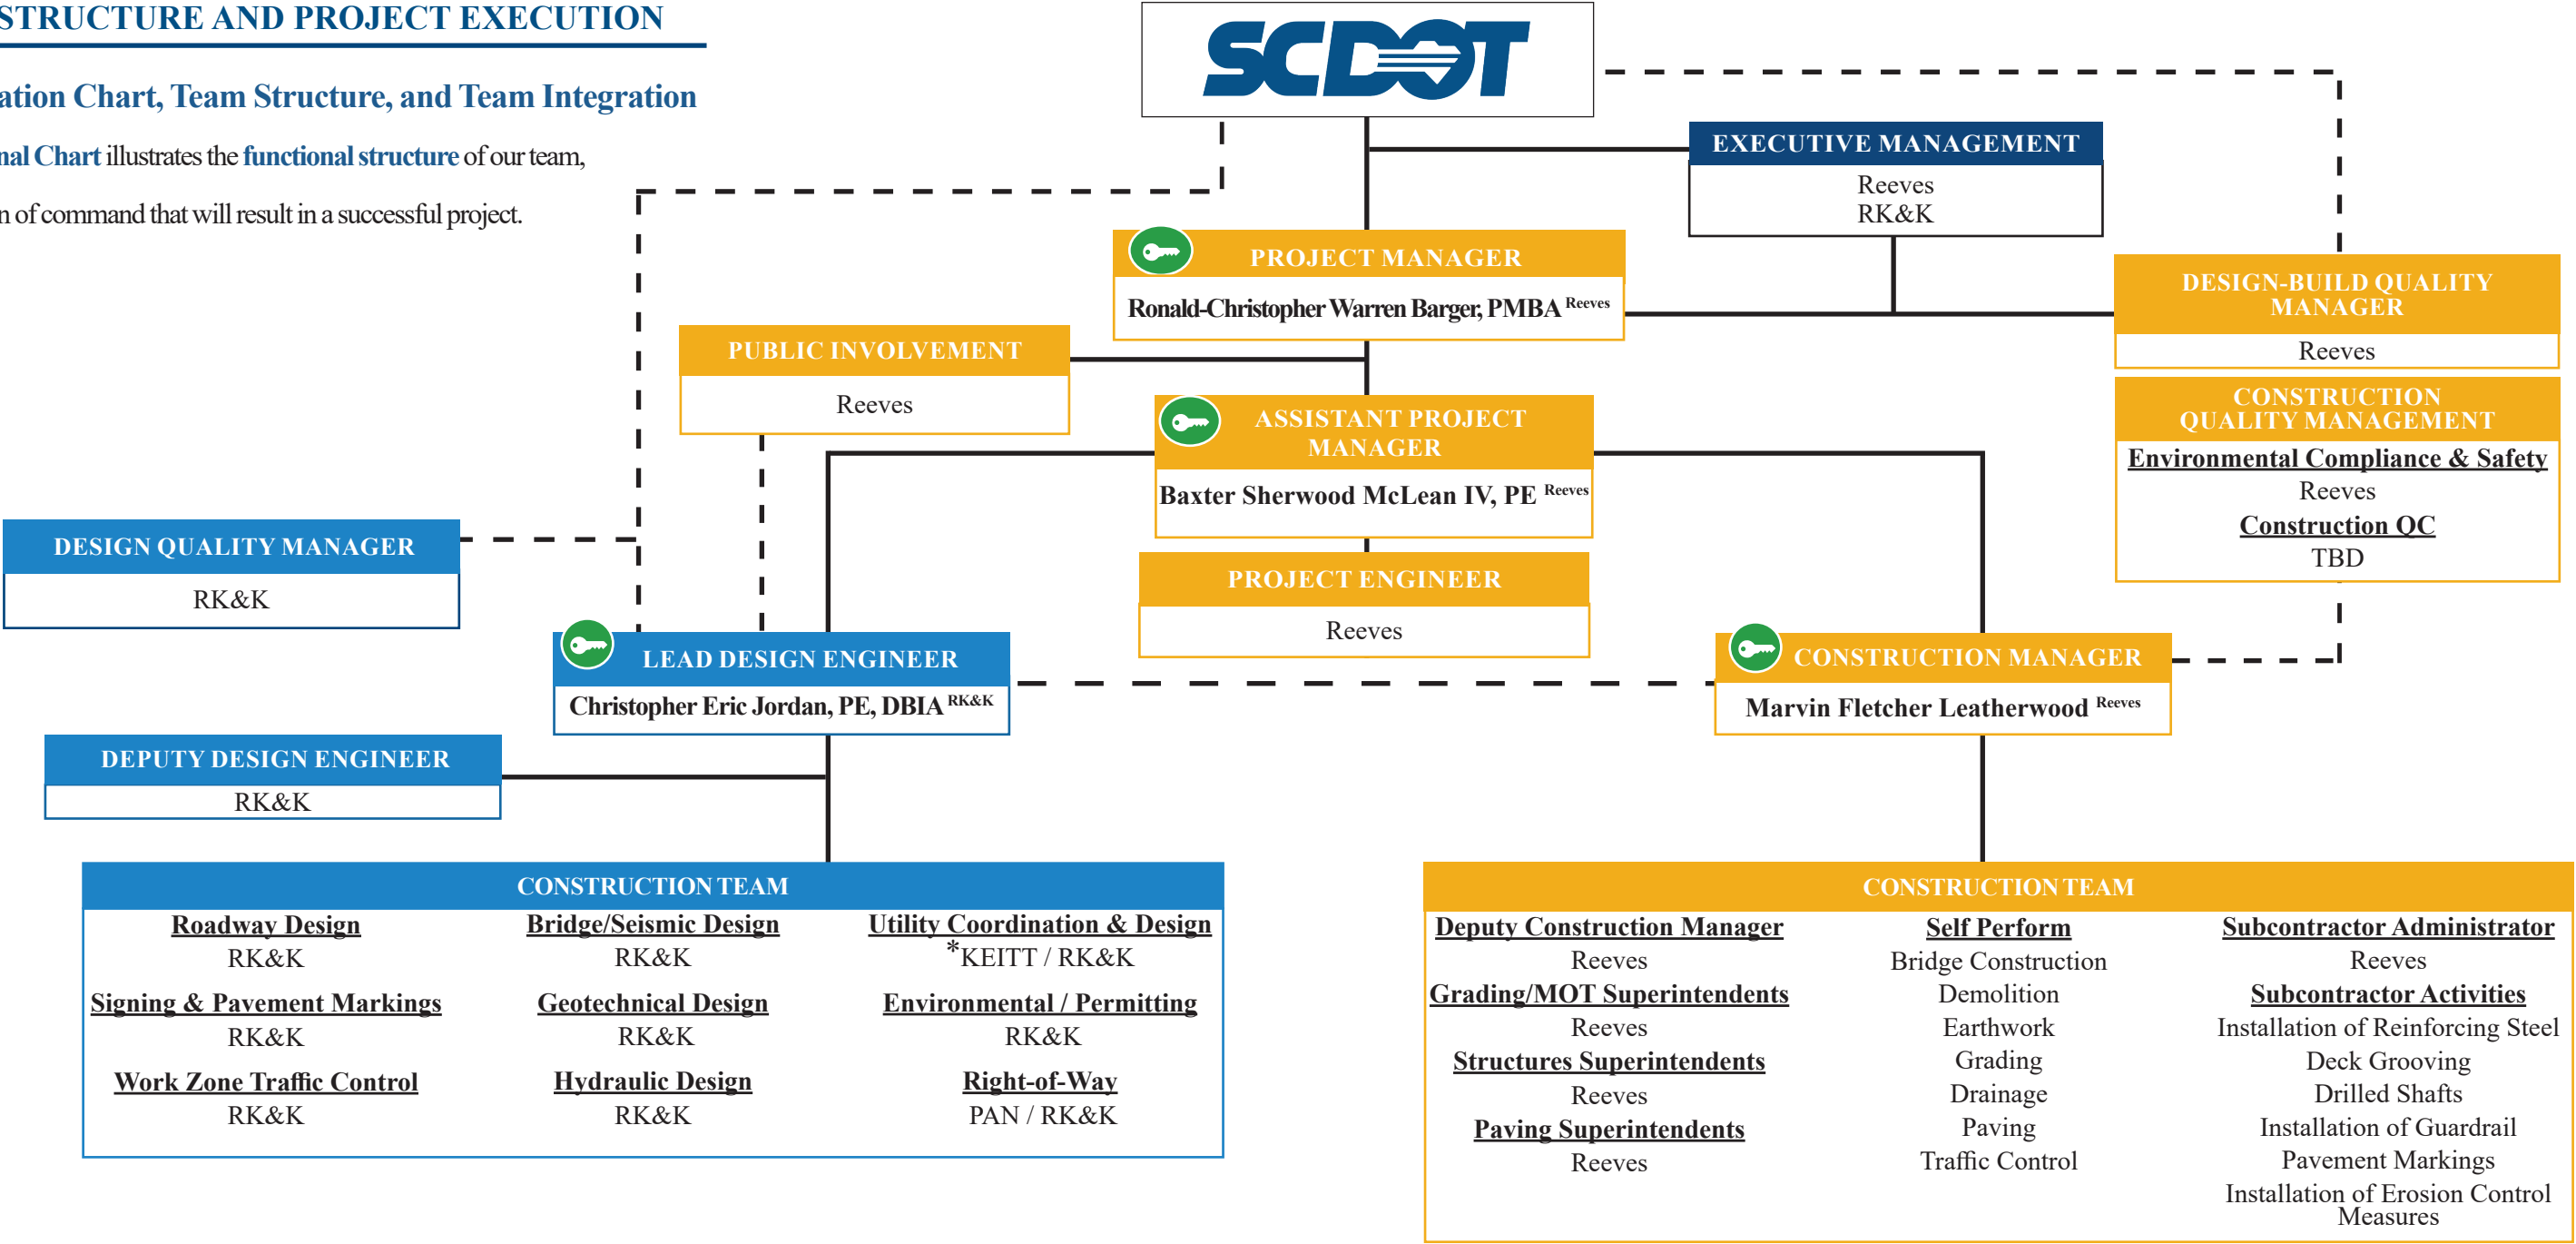 STRUCTURE AND PROJECT EXECUTION
ation Chart, Team Structure, and Team Integration
nal Chart illustrates the functional structure of our team,
n of command that will result in a successful project.
SCDOT
EXECUTIVE MANAGEMENT
Reeves
RK&K
PROJECT MANAGER
Ronald-Christopher Warren Barger, PMBA Reeves
DESIGN-BUILD QUALITY
MANAGER
Reeves
PUBLIC INVOLVEMENT
Reeves
CONSTRUCTION
QUALITY MANAGEMENT
Environmental Compliance & Safety
Reeves
Construction QC
TBD
ASSISTANT PROJECT
MANAGER
Baxter Sherwood McLean IV, PE Reeves
DESIGN QUALITY MANAGER
RK&K
PROJECT ENGINEER
Reeves
LEAD DESIGN ENGINEER
Christopher Eric Jordan, PE, DBIA RK&K
CONSTRUCTION MANAGER
Marvin Fletcher Leatherwood Reeves
DEPUTY DESIGN ENGINEER
RK&K
CONSTRUCTION TEAM
Roadway Design
RK&K
Signing & Pavement Markings
RK&K
Work Zone Traffic Control
RK&K
Bridge/Seismic Design
RK&K
Geotechnical Design
RK&K
Hydraulic Design
RK&K
Utility Coordination & Design
*KEITT / RK&K
Environmental / Permitting
RK&K
Right-of-Way
PAN / RK&K
CONSTRUCTION TEAM
Deputy Construction Manager
Reeves
Grading/MOT Superintendents
Reeves
Structures Superintendents
Reeves
Paving Superintendents
Reeves
Self Perform
Bridge Construction
Demolition
Earthwork
Grading
Drainage
Paving
Traffic Control
Subcontractor Administrator
Reeves
Subcontractor Activities
Installation of Reinforcing Steel
Deck Grooving
Drilled Shafts
Installation of Guardrail
Pavement Markings
Installation of Erosion Control
Measures